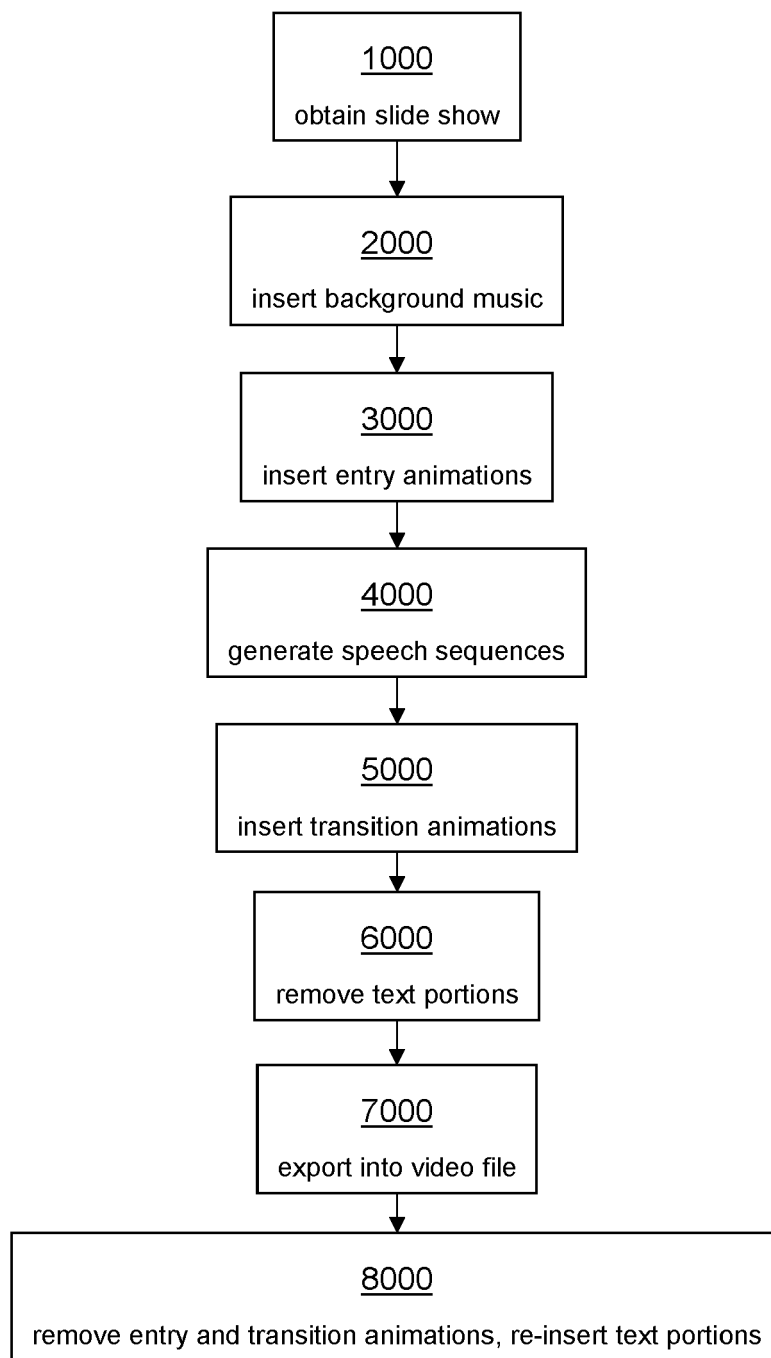 1000
obtain slide show
2000
insert background music
3000
insert entry animations
4000
generate speech sequences
5000
insert transition animations
6000
remove text portions
7000
export into video file
8000
remove entry and transition animations, re-insert text portions